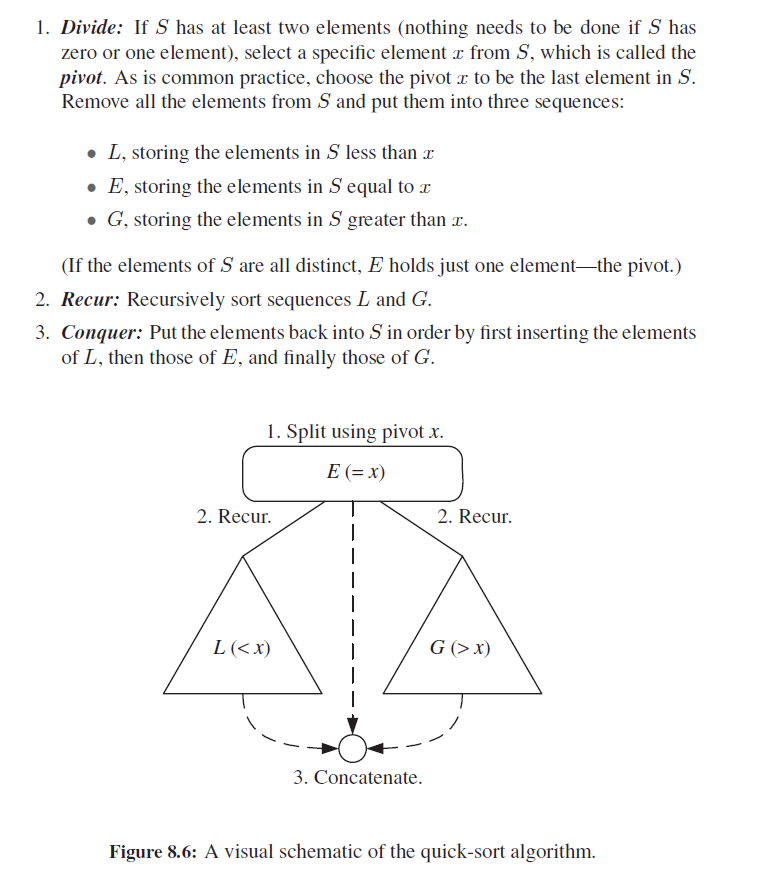 1. Divide: If S has at least two elements (nothing needs to be done if S has
zero or one element), select a specific element x from S, which is called the
pivot. As is common practice, choose the pivot x to be the last element in S.
Remove all the elements from S and put them into three sequences:
• L, storing the elements in S less than x
• E, storing the elements in S equal to x
• G, storing the elements in S greater than x.
(If the elements of S are all distinct, E holds just one element—the pivot.)
2. Recur: Recursively sort sequences L and G.
3. Conquer: Put the elements back into S in order by first inserting the elements
of L, then those of E, and finally those of G.
1. Split using pivot x.
E (= x)
2. Recur.
2. Recur.
L (< x)
G (> x)
3. Concatenate.
Figure 8.6: A visual schematic of the quick-sort algorithm.